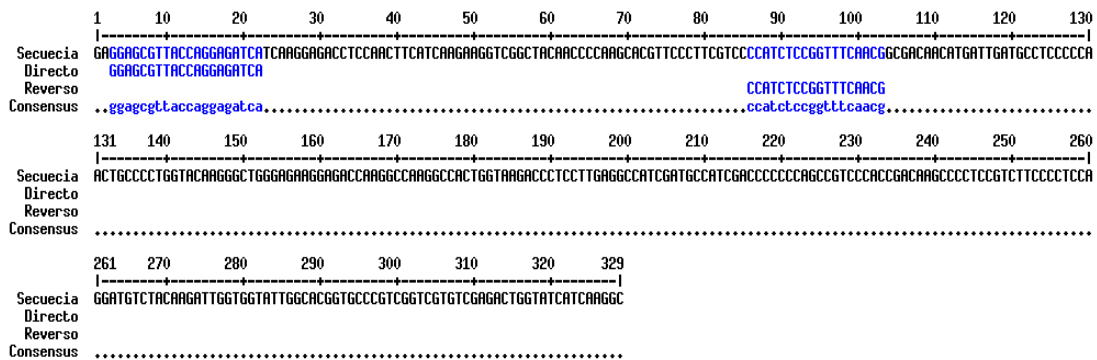 1 10 20 30 40 50 60 70 80 90 100 110 120 130
|--------+---------+---------+---------+---------+---------+---------+---------+---------+---------+---------+---------+---------|
Secuecia GAGGAGCGTTACCAGGAGATCATCAAGGAGACCTCCAACTTCATCAAGAAGGTCGGCTACAACCCCAAGCACGTTCCCTTCGTCCCCATCTCCGGTTTCAACGGCGACAACATGATTGATGCCTCCCCCA
Directo GGAGCGTTACCAGGAGATCA
Reverso CCATCTCCGGTTTCAACG
Consensus ..ggagcgttaccaggagatca...............................................................ccatctccggtttcaacg...........................
131 140 150 160 170 180 190 200 210 220 230 240 250 260
|--------+---------+---------+---------+---------+---------+---------+---------+---------+---------+---------+---------+---------|
Secuecia ACTGCCCCTGGTACAAGGGCTGGGAGAAGGAGACCAAGGCCAAGGCCACTGGTAAGACCCTCCTTGAGGCCATCGATGCCATCGACCCCCCCAGCCGTCCCACCGACAAGCCCCTCCGTCTTCCCCTCCA
Directo
Reverso
Consensus ..................................................................................................................................
261 270 280 290 300 310 320 329
|--------+---------+---------+---------+---------+---------+--------|
Secuecia GGATGTCTACAAGATTGGTGGTATTGGCACGGTGCCCGTCGGTCGTGTCGAGACTGGTATCATCAAGGC
Directo
Reverso
Consensus .....................................................................